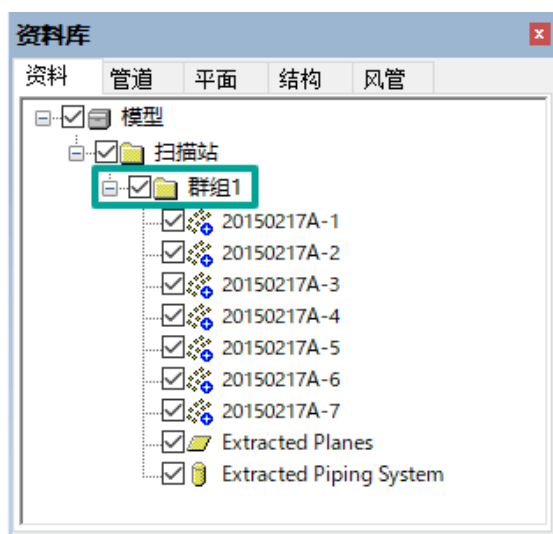 资料库
资料 管道 平面 结构 风管
模型
扫描站
群组1
20150217A-1
20150217A-2
20150217A-3
20150217A-4
20150217A-5
20150217A-6
20150217A-7
Extracted Planes
Extracted Piping System